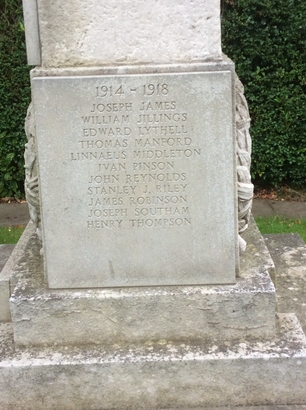 1914 - 1918
JOSEPH JAMES
WILLIAM JILLINGS
EDWARD LYTHELL
THOMAS MANFORD
LINNAEUS MIDDLETON
IVAN PINSON
JOHN REYNOLDS
STANLEY J. RILEY
JAMES ROBINSON
JOSEPH SOUTHAM
HENRY THOMPSON